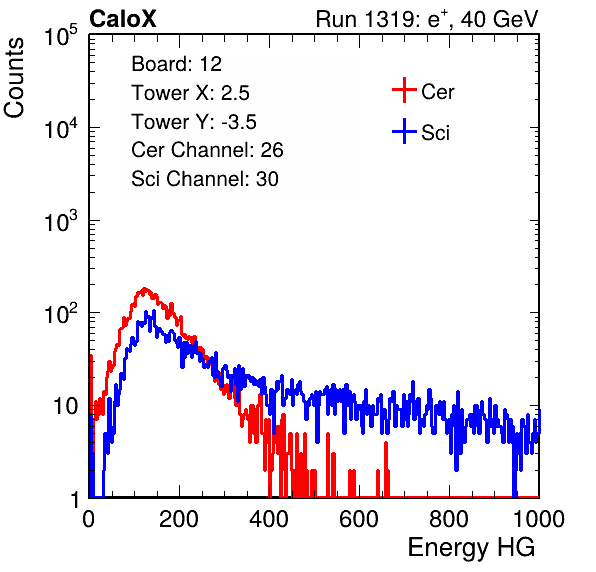 CaloX Run 1319: e⁺, 40 GeV
Counts
10⁵
10⁴
10³
10²
10
1
Board: 12
Tower X: 2.5
Tower Y: -3.5
Cer Channel: 26
Sci Channel: 30
Cer
Sci
0 200 400 600 800 1000
Energy HG